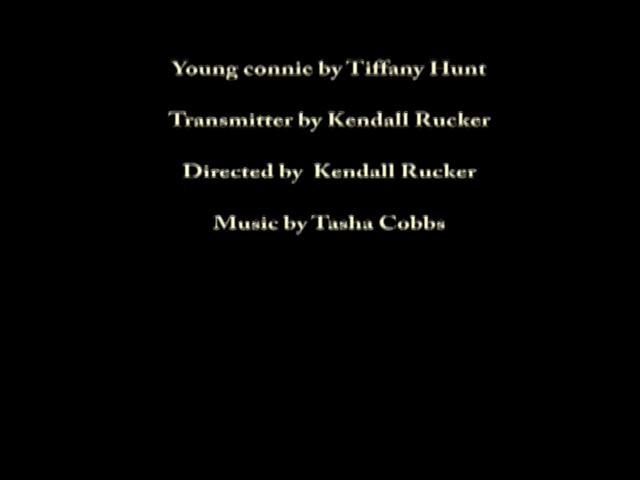 Young connie by Tiffany Hunt
Transmitter by Kendall Rucker
Directed by Kendall Rucker
Music by Tasha Cobbs